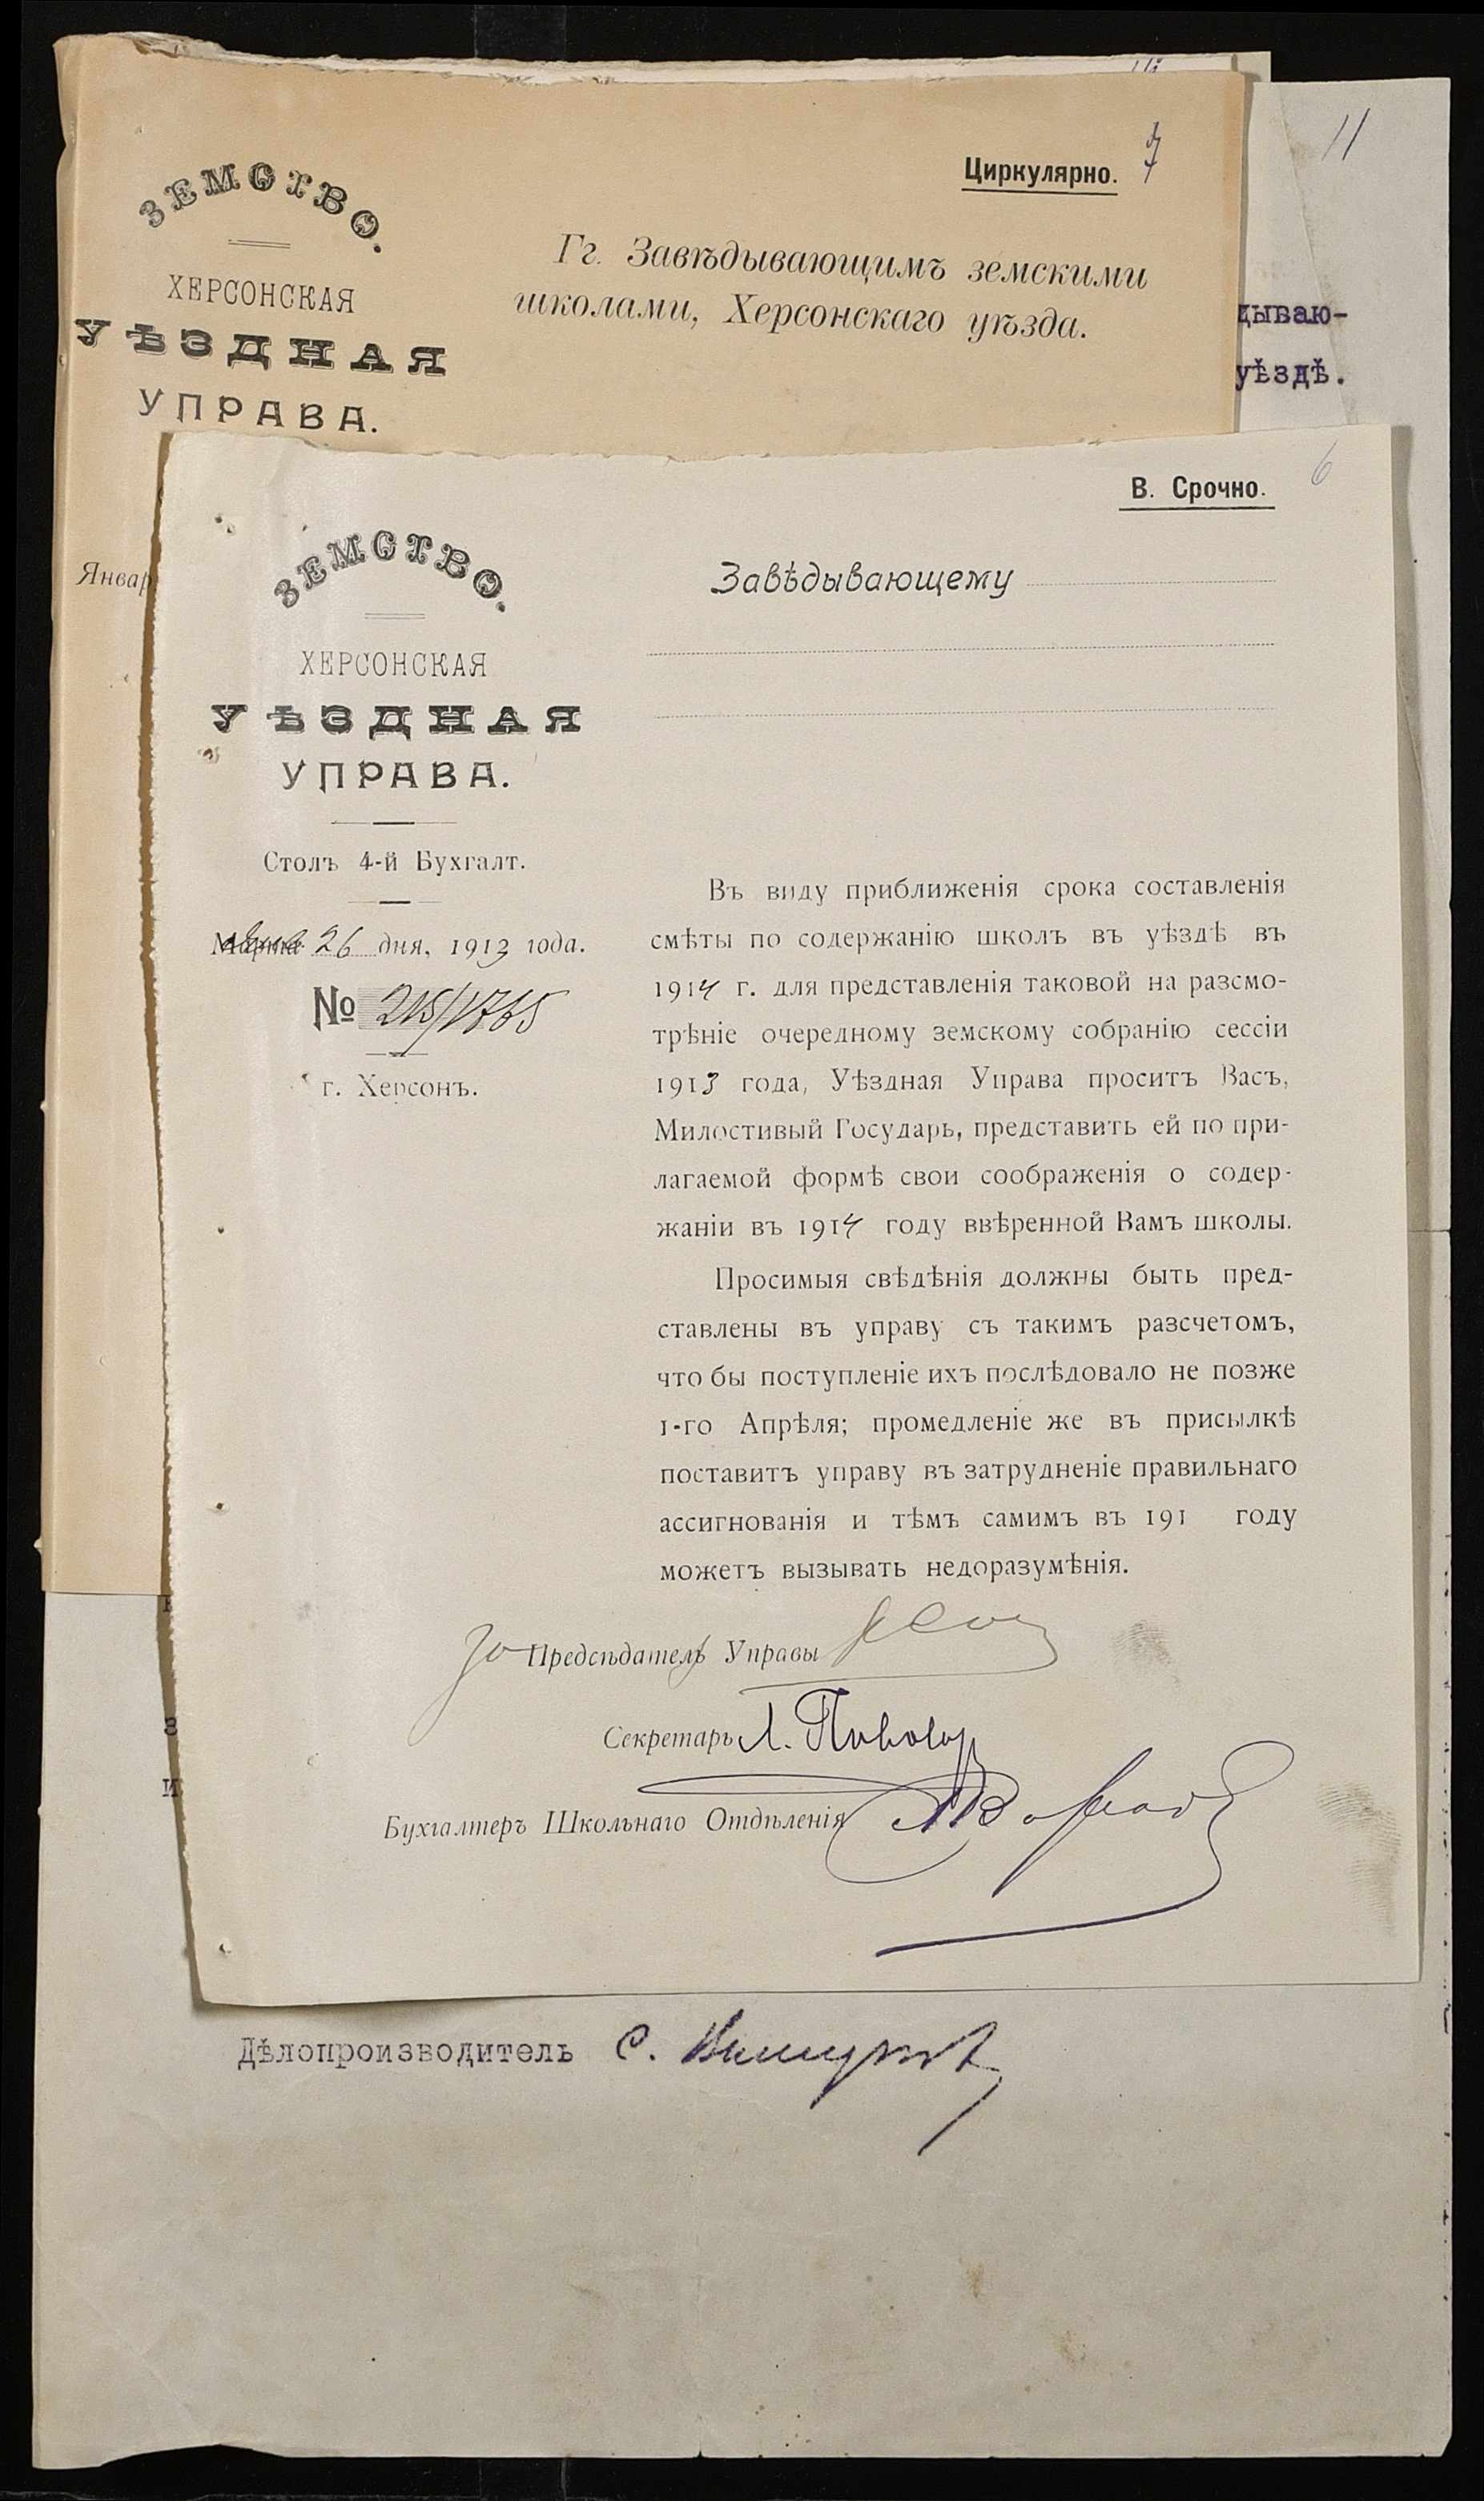 11
Циркулярно.
7
ЗЕМСТВО.
ХЕРСОНСКАЯ
УѢЗДНАЯ
УПРАВА.
Гг. Завѣдывающимъ земскими
школами, Херсонскаго уѣзда.
дываю-
уѣздѣ.
Январ
В. Срочно.
6
ЗЕМСТВО.
ХЕРСОНСКАЯ
УѢЗДНАЯ
УПРАВА.
Столъ 4-й Бухгалт.
26 дня, 1913 года.
№ 215/1765
г. Херсонъ.
Завѣдывающему
Въ виду приближенія срока составленія
смѣты по содержанію школъ въ уѣздѣ въ
1914 г. для представленія таковой на разсмо-
трѣніе очередному земскому собранію сессіи
1913 года, Уѣздная Управа проситъ Васъ,
Милостивый Государь, представить ей по при-
лагаемой формѣ свои соображенія о содер-
жаніи въ 1914 году ввѣренной Вамъ школы.
Просимыя свѣдѣнія должны быть пред-
ставлены въ управу съ такимъ разсчетомъ,
что бы поступленіе ихъ послѣдовало не позже
1-го Апрѣля; промедленіе же въ присылкѣ
поставитъ управу въ затрудненіе правильнаго
ассигнованія и тѣмъ самимъ въ 191 году
можетъ вызывать недоразумѣнія.
За Предсѣдателя Управы
Секретарь Л. Пивовар
Бухгалтеръ Школьнаго Отдѣленія
з
и
Дѣлопроизводитель С.